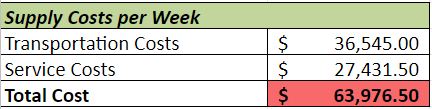 Supply Costs per Week
Transportation Costs $ 36,545.00
Service Costs $ 27,431.50
Total Cost $ 63,976.50